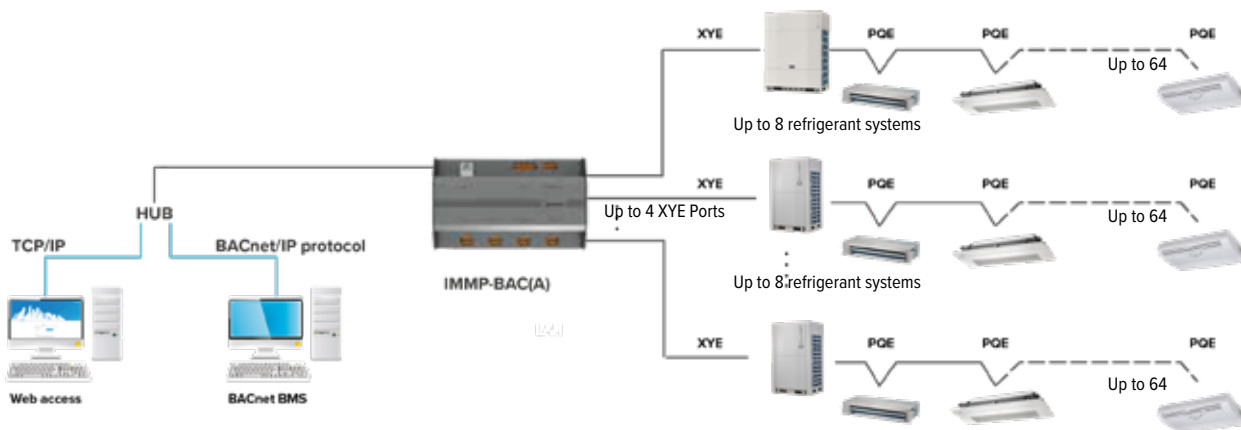 XYE PQE PQE PQE
Up to 64
Up to 8 refrigerant systems
XYE PQE PQE PQE
Up to 4 XYE Ports
Up to 64
HUB
TCP/IP BACnet/IP protocol
IMMP-BAC(A)
Up to 8 refrigerant systems
XYE PQE PQE PQE
Up to 64
Web access BACnet BMS